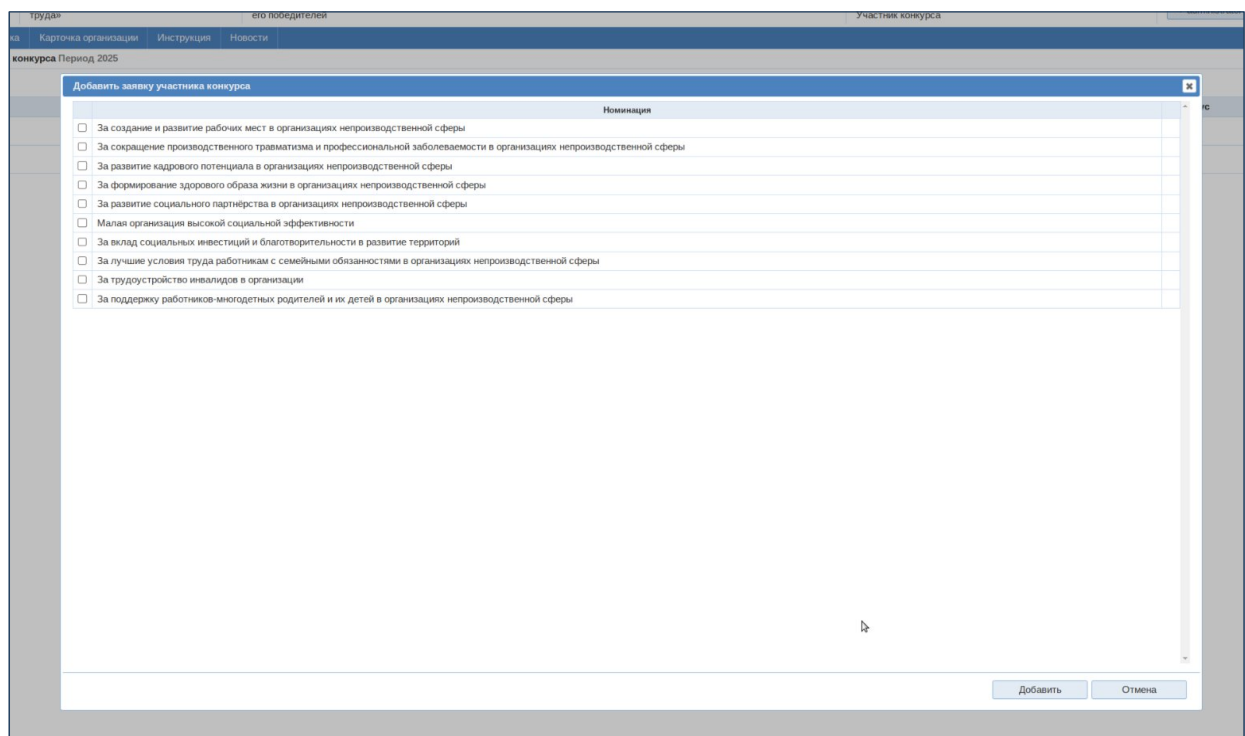 труда»
его победителей
Участник конкурса
ка Карточка организации Инструкция Новости
конкурса Период 2025
Добавить заявку участника конкурса
Номинация
ус
За создание и развитие рабочих мест в организациях непроизводственной сферы
За сокращение производственного травматизма и профессиональной заболеваемости в организациях непроизводственной сферы
За развитие кадрового потенциала в организациях непроизводственной сферы
За формирование здорового образа жизни в организациях непроизводственной сферы
За развитие социального партнёрства в организациях непроизводственной сферы
Малая организация высокой социальной эффективности
За вклад социальных инвестиций и благотворительности в развитие территорий
За лучшие условия труда работникам с семейными обязанностями в организациях непроизводственной сферы
За трудоустройство инвалидов в организации
За поддержку работников-многодетных родителей и их детей в организациях непроизводственной сферы
Добавить
Отмена